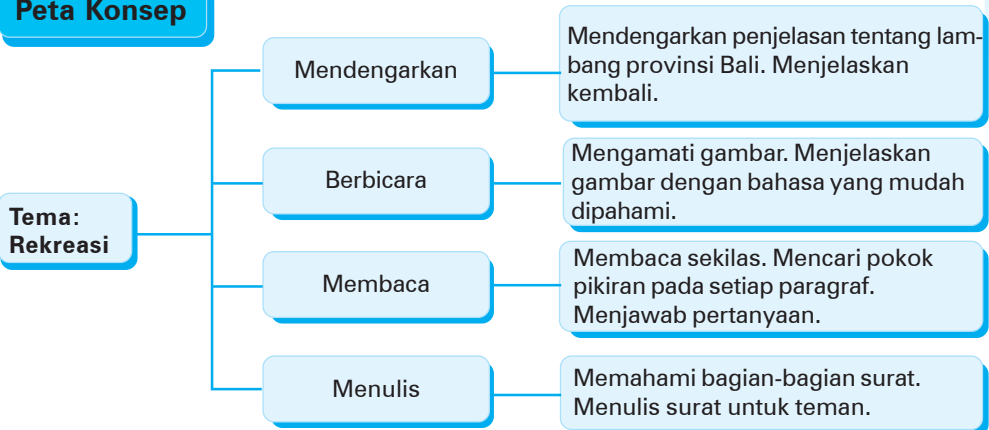 Peta Konsep
Mendengarkan
Mendengarkan penjelasan tentang lam-
bang provinsi Bali. Menjelaskan
kembali.
Berbicara
Mengamati gambar. Menjelaskan
gambar dengan bahasa yang mudah
dipahami.
Tema:
Rekreasi
Membaca
Membaca sekilas. Mencari pokok
pikiran pada setiap paragraf.
Menjawab pertanyaan.
Menulis
Memahami bagian-bagian surat.
Menulis surat untuk teman.